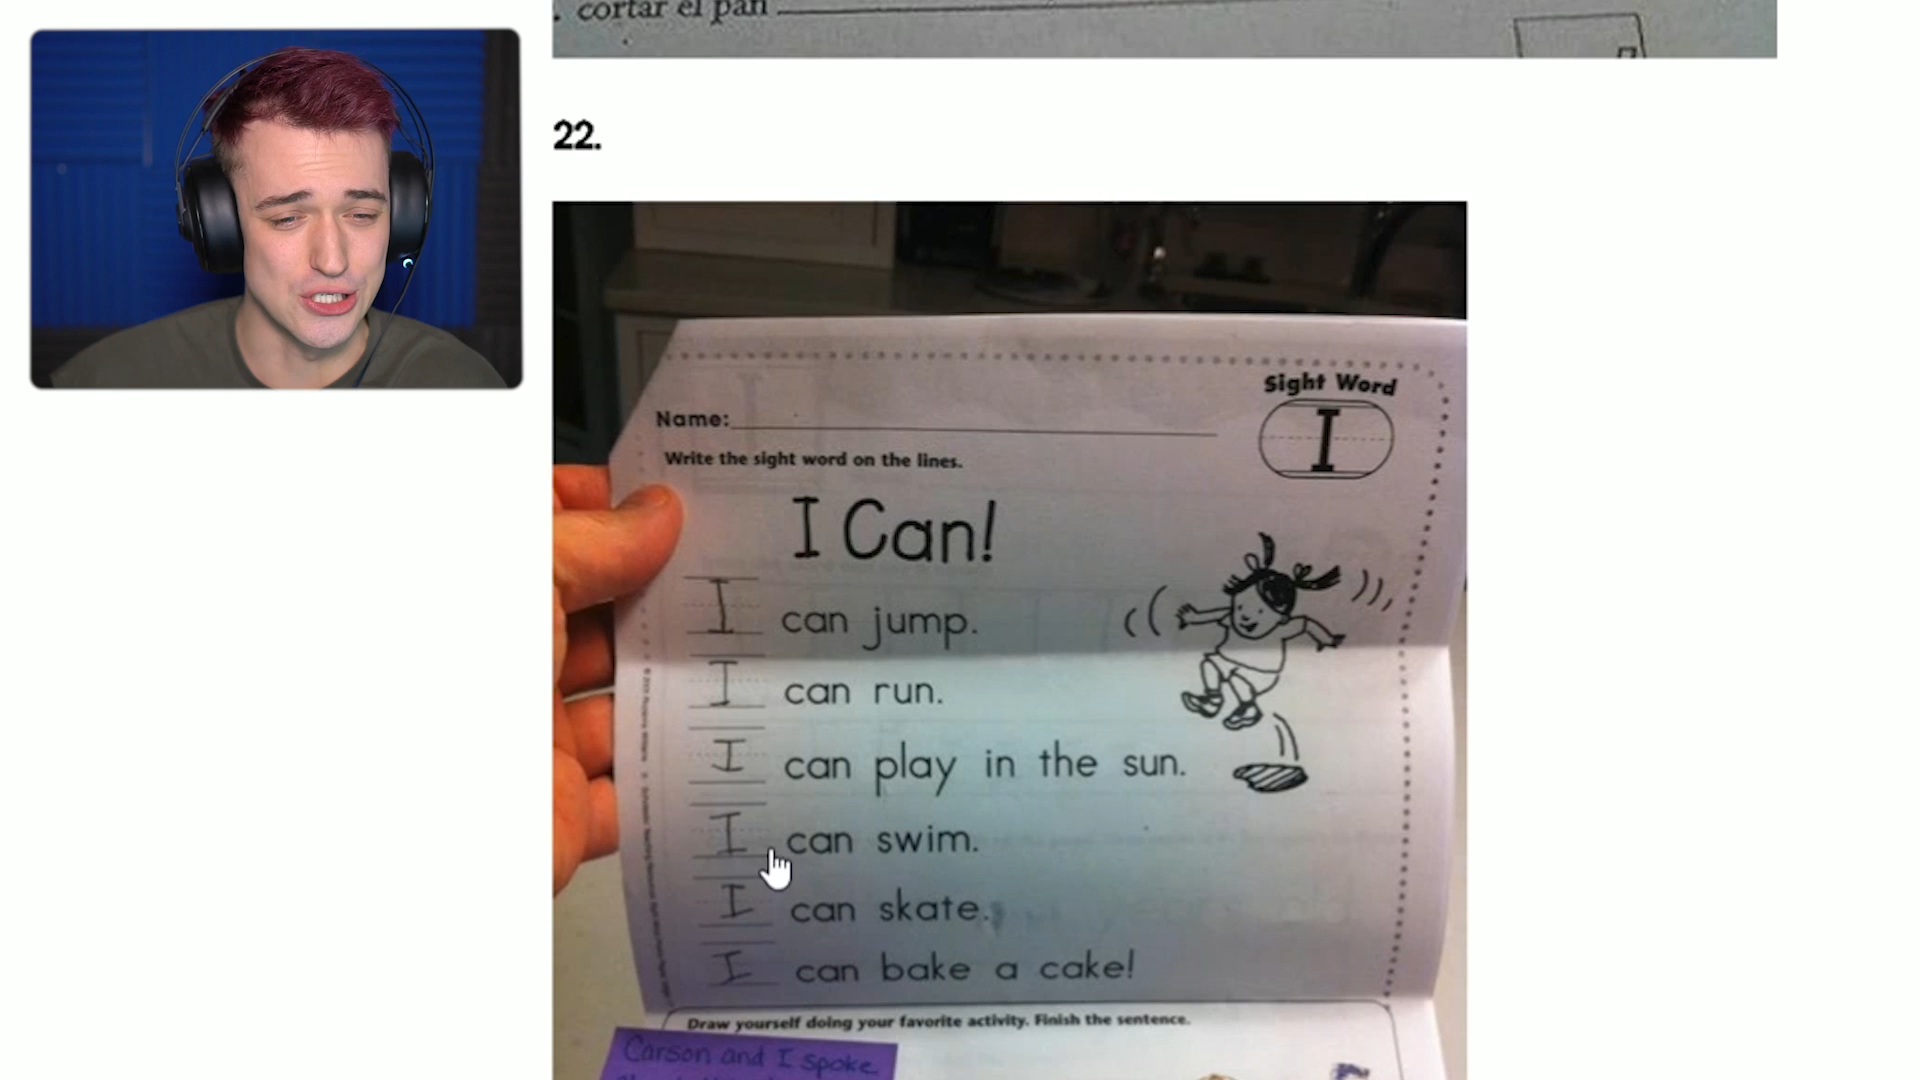 . cortar el pan
22.
Sight Word
I
Name:
Write the sight word on the lines.
I Can!
I can jump.
I can run.
I can play in the sun.
I can swim.
I can skate.
I can bake a cake!
Draw yourself doing your favorite activity. Finish the sentence.
Carson and I spoke